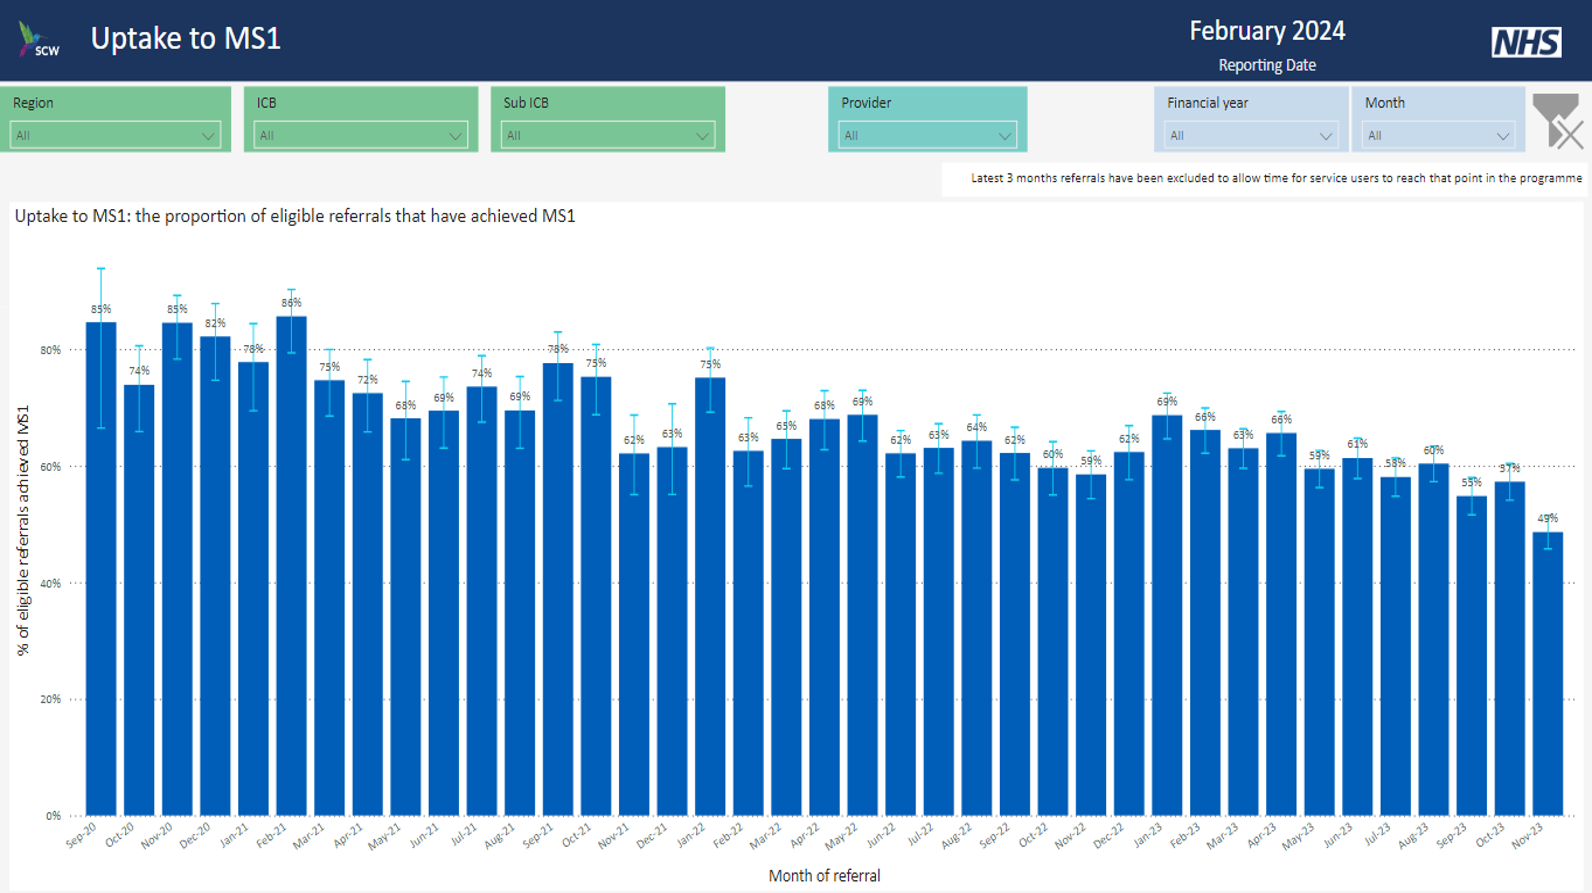 SCW
Uptake to MS1
February 2024
Reporting Date
NHS
Region
ICB
Sub ICB
Provider
Financial year
Month
All
All
All
All
All
All
Latest 3 months referrals have been excluded to allow time for service users to reach that point in the programme
Uptake to MS1: the proportion of eligible referrals that have achieved MS1
% of eligible referrals achieved MS1
80%
60%
40%
20%
0%
85%
74%
85%
82%
78%
86%
75%
72%
68%
69%
74%
69%
78%
75%
62%
63%
75%
63%
65%
68%
69%
62%
63%
64%
62%
60%
59%
62%
69%
66%
63%
66%
59%
61%
58%
60%
55%
57%
49%
Sep-20
Oct-20
Nov-20
Dec-20
Jan-21
Feb-21
Mar-21
Apr-21
May-21
Jun-21
Jul-21
Aug-21
Sep-21
Oct-21
Nov-21
Dec-21
Jan-22
Feb-22
Mar-22
Apr-22
May-22
Jun-22
Jul-22
Aug-22
Sep-22
Oct-22
Nov-22
Dec-22
Jan-23
Feb-23
Mar-23
Apr-23
May-23
Jun-23
Jul-23
Aug-23
Sep-23
Oct-23
Nov-23
Month of referral